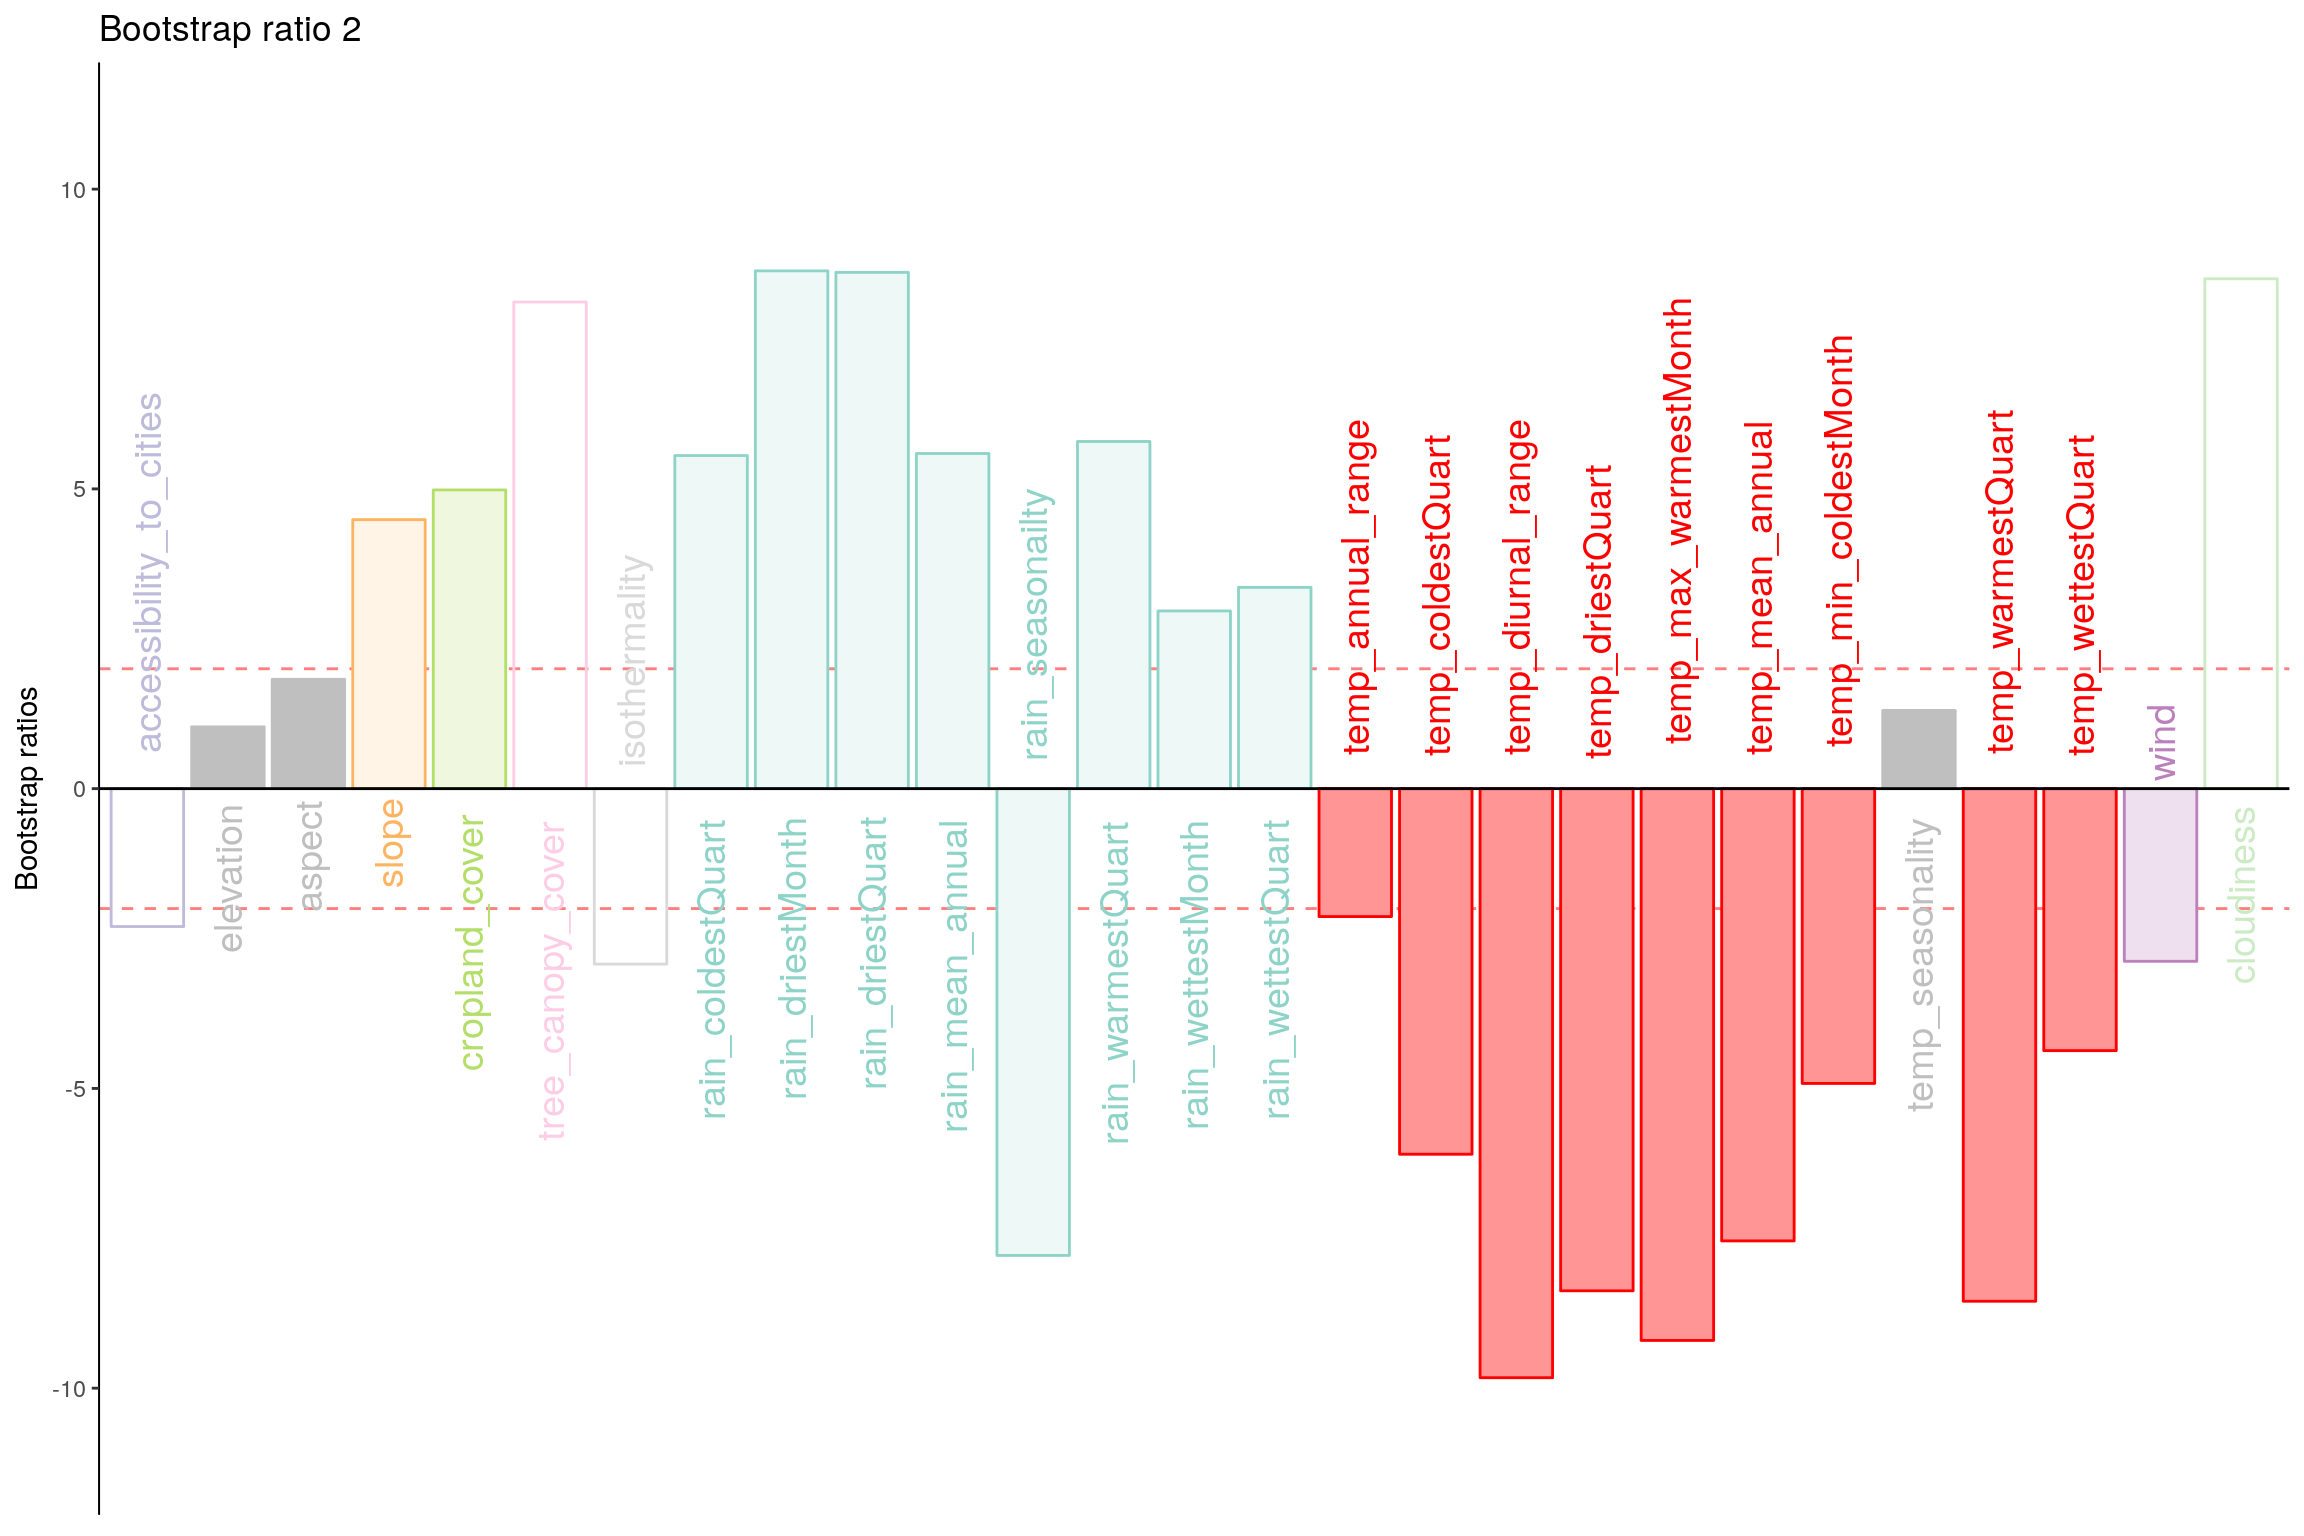 Bootstrap ratio 2
Bootstrap ratios
10
5
0
-5
-10
accessibility_to_cities
elevation
aspect
slope
cropland_cover
tree_canopy_cover
isothermality
rain_coldestQuart
rain_driestMonth
rain_driestQuart
rain_mean_annual
rain_seasonailty
rain_warmestQuart
rain_wettestMonth
rain_wettestQuart
temp_annual_range
temp_coldestQuart
temp_diurnal_range
temp_driestQuart
temp_max_warmestMonth
temp_mean_annual
temp_min_coldestMonth
temp_seasonality
temp_warmestQuart
temp_wettestQuart
wind
cloudiness